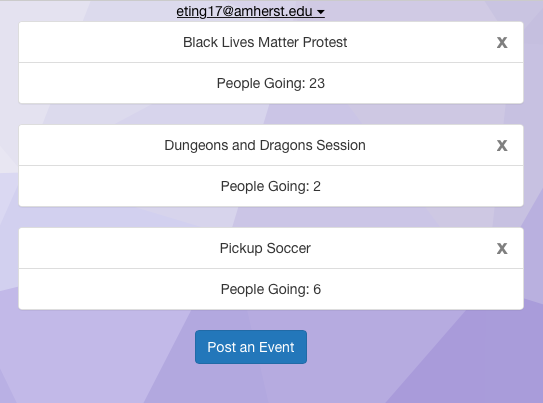 eting17@amherst.edu
Black Lives Matter Protest x
People Going: 23
Dungeons and Dragons Session x
People Going: 2
Pickup Soccer x
People Going: 6
Post an Event